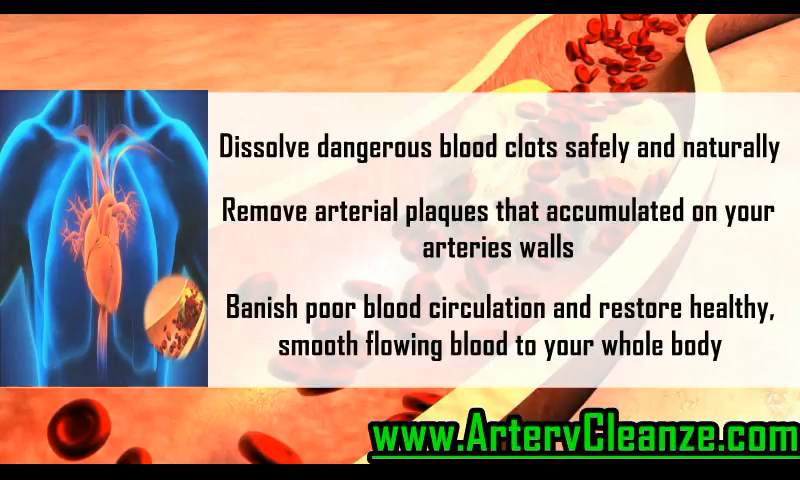 Dissolve dangerous blood clots safely and naturally
Remove arterial plaques that accumulated on your
arteries walls
Banish poor blood circulation and restore healthy,
smooth flowing blood to your whole body
www.ArteryCleanze.com